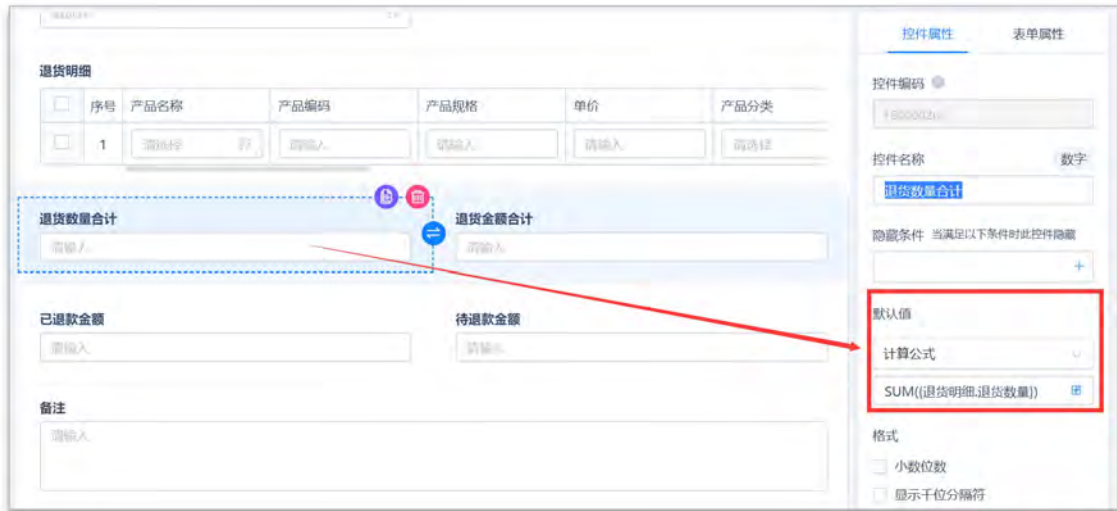 控件属性 表单属性
退货明细
序号 产品名称 产品编码 产品规格 单价 产品分类
1 请选择 请输入 请输入 请输入 请选择
控件编码
控件名称 数字
退货数量合计
隐藏条件 当满足以下条件时此控件隐藏
退货数量合计 退货金额合计
请输入 请输入
默认值
计算公式
SUM((退货明细.退货数量))
已退款金额 待退款金额
请输入 请输入
备注
请输入
格式
小数位数
显示千位分隔符